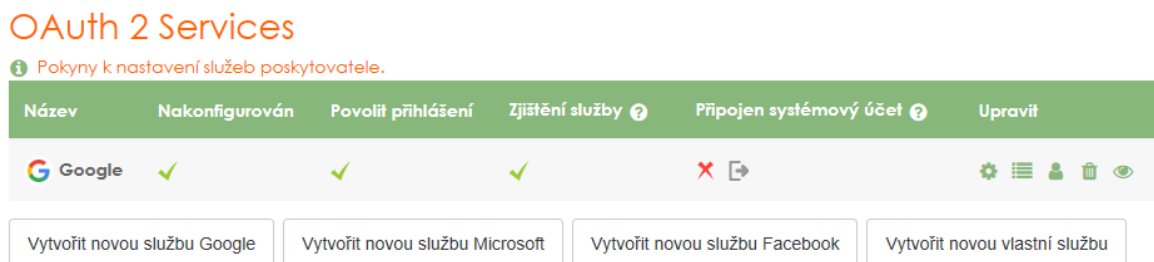 OAuth 2 Services
Pokyny k nastavení služeb poskytovatele.
Název Nakonfigurován Povolit přihlášení Zjištění služby Připojen systémový účet Upravit
Google
Vytvořit novou službu Google Vytvořit novou službu Microsoft Vytvořit novou službu Facebook Vytvořit novou vlastní službu